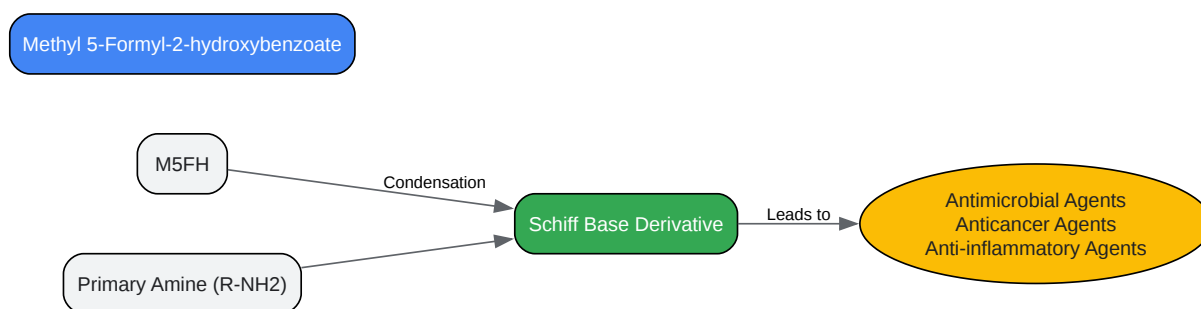 Methyl 5-Formyl-2-hydroxybenzoate
M5FH
Condensation
Primary Amine (R-NH2)
Schiff Base Derivative
Leads to
Antimicrobial Agents
Anticancer Agents
Anti-inflammatory Agents